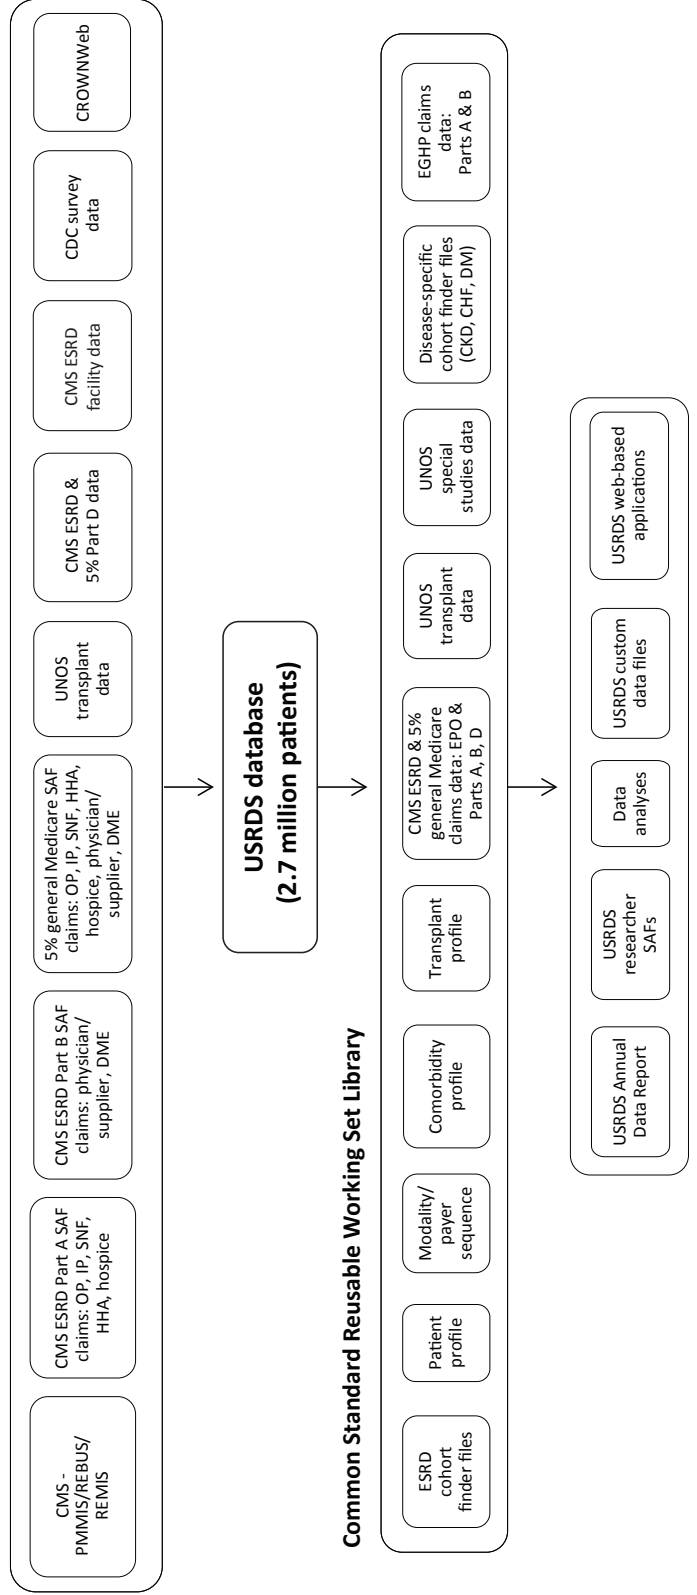 CMS -
PMMIS/REBUS/
REMIS
CMS ESRD Part A SAF
claims: OP, IP, SNF,
HHA, hospice
CMS ESRD Part B SAF
claims: physician/
supplier, DME
5% general Medicare SAF
claims: OP, IP, SNF, HHA,
hospice, physician/
supplier, DME
UNOS
transplant
data
CMS ESRD &
5% Part D data
CMS ESRD
facility data
CDC survey
data
CROWNWeb
USRDS database
(2.7 million patients)
Common Standard Reusable Working Set Library
ESRD
cohort
finder files
Patient
profile
Modality/
payer
sequence
Comorbidity
profile
Transplant
profile
CMS ESRD & 5%
general Medicare
claims data: EPO &
Parts A, B, D
UNOS
transplant
data
UNOS
special
studies data
Disease-specific
cohort finder files
(CKD, CHF, DM)
EGHP claims
data:
Parts A & B
USRDS Annual
Data Report
USRDS
researcher
SAFs
Data
analyses
USRDS custom
data files
USRDS web-based
applications